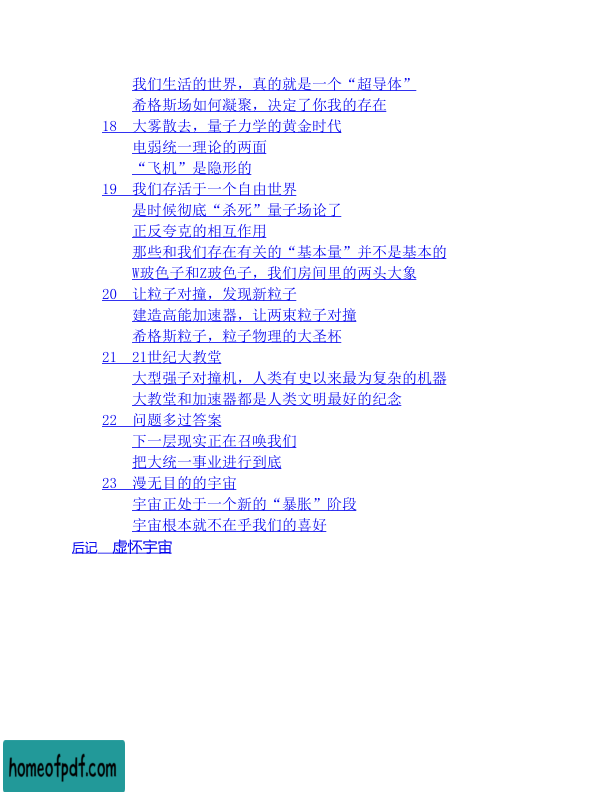 我们生活的世界，真的就是一个“超导体”
希格斯场如何凝聚，决定了你我的存在
18 大雾散去，量子力学的黄金时代
电弱统一理论的两面
“飞机”是隐形的
19 我们存活于一个自由世界
是时候彻底“杀死”量子场论了
正反夸克的相互作用
那些和我们存在有关的“基本量”并不是基本的
W玻色子和Z玻色子，我们房间里的两头大象
20 让粒子对撞，发现新粒子
建造高能加速器，让两束粒子对撞
希格斯粒子，粒子物理的大圣杯
21 21世纪大教堂
大型强子对撞机，人类有史以来最为复杂的机器
大教堂和加速器都是人类文明最好的纪念
22 问题多过答案
下一层现实正在召唤我们
把大统一事业进行到底
23 漫无目的的宇宙
宇宙正处于一个新的“暴胀”阶段
宇宙根本就不在乎我们的喜好
后记 虚怀宇宙
homeofpdf.com